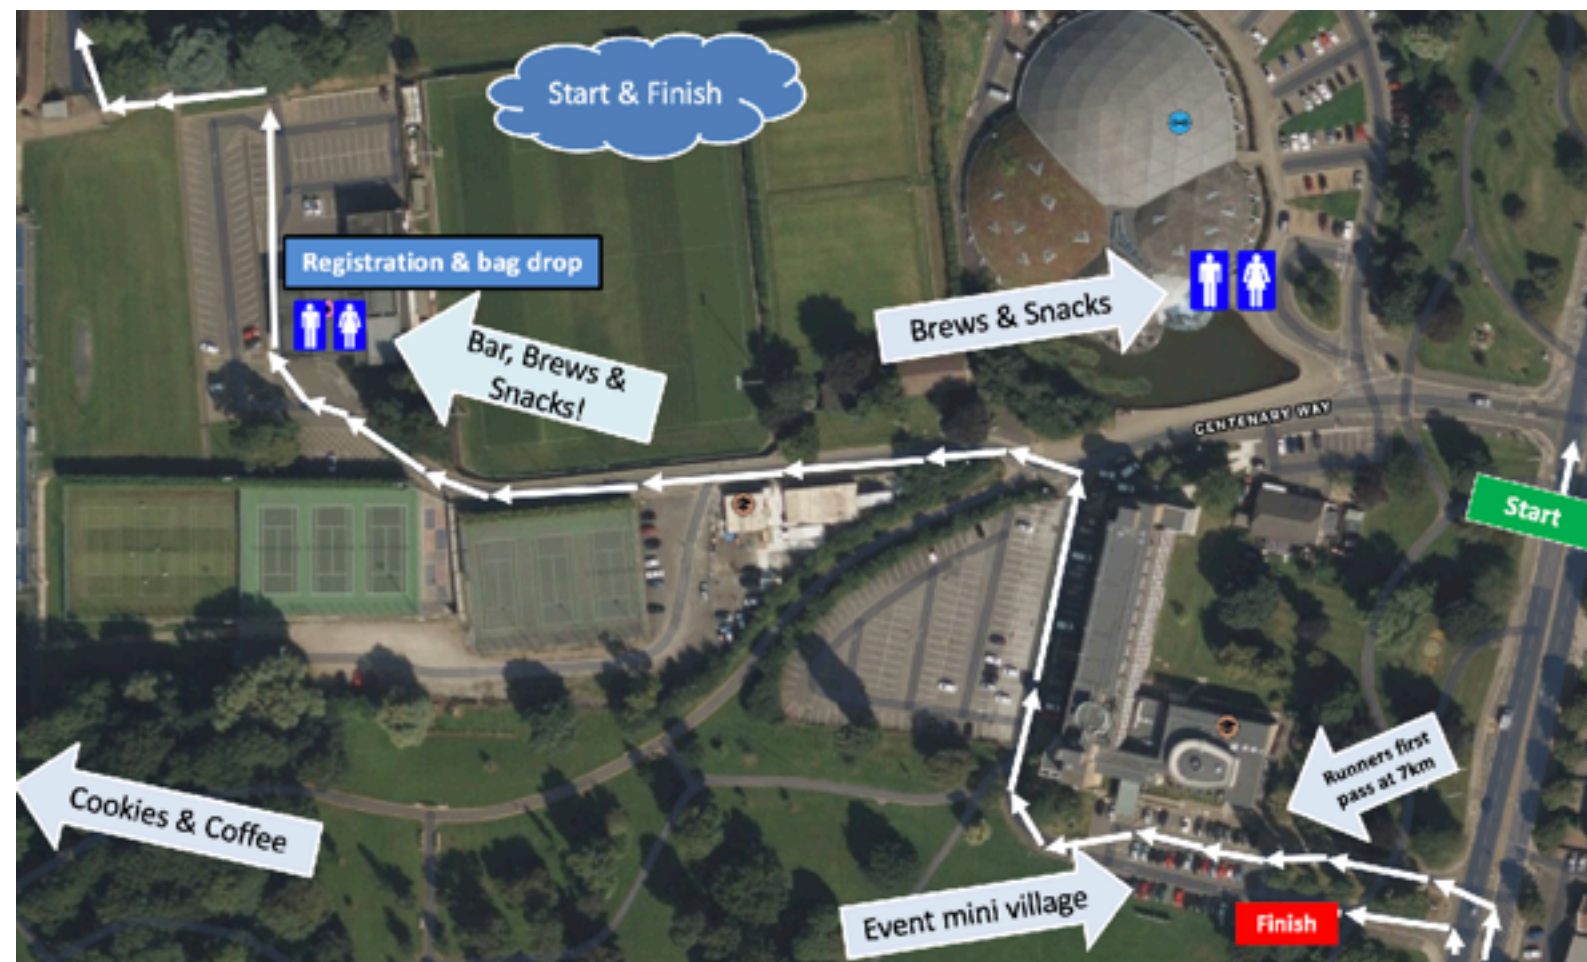 Start & Finish
Registration & bag drop
Bar, Brews &
Snacks!
Brews & Snacks
CENTENARY WAY
Start
Runners first
pass at 7km
Cookies & Coffee
Event mini village
Finish